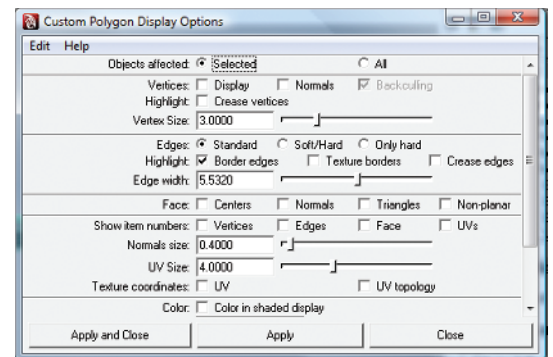 Custom Polygon Display Options
Edit Help
Objects affected: Selected All
Vertices: Display Normals Backculling
Highlight: Crease vertices
Vertex Size: 3.0000
Edges: Standard Soft/Hard Only hard
Highlight: Border edges Texture borders Crease edges
Edge width: 5.5320
Face: Centers Normals Triangles Non-planar
Show item numbers: Vertices Edges Face UVs
Normals size: 0.4000
UV Size: 4.0000
Texture coordinates: UV UV topology
Color: Color in shaded display
Apply and Close Apply Close